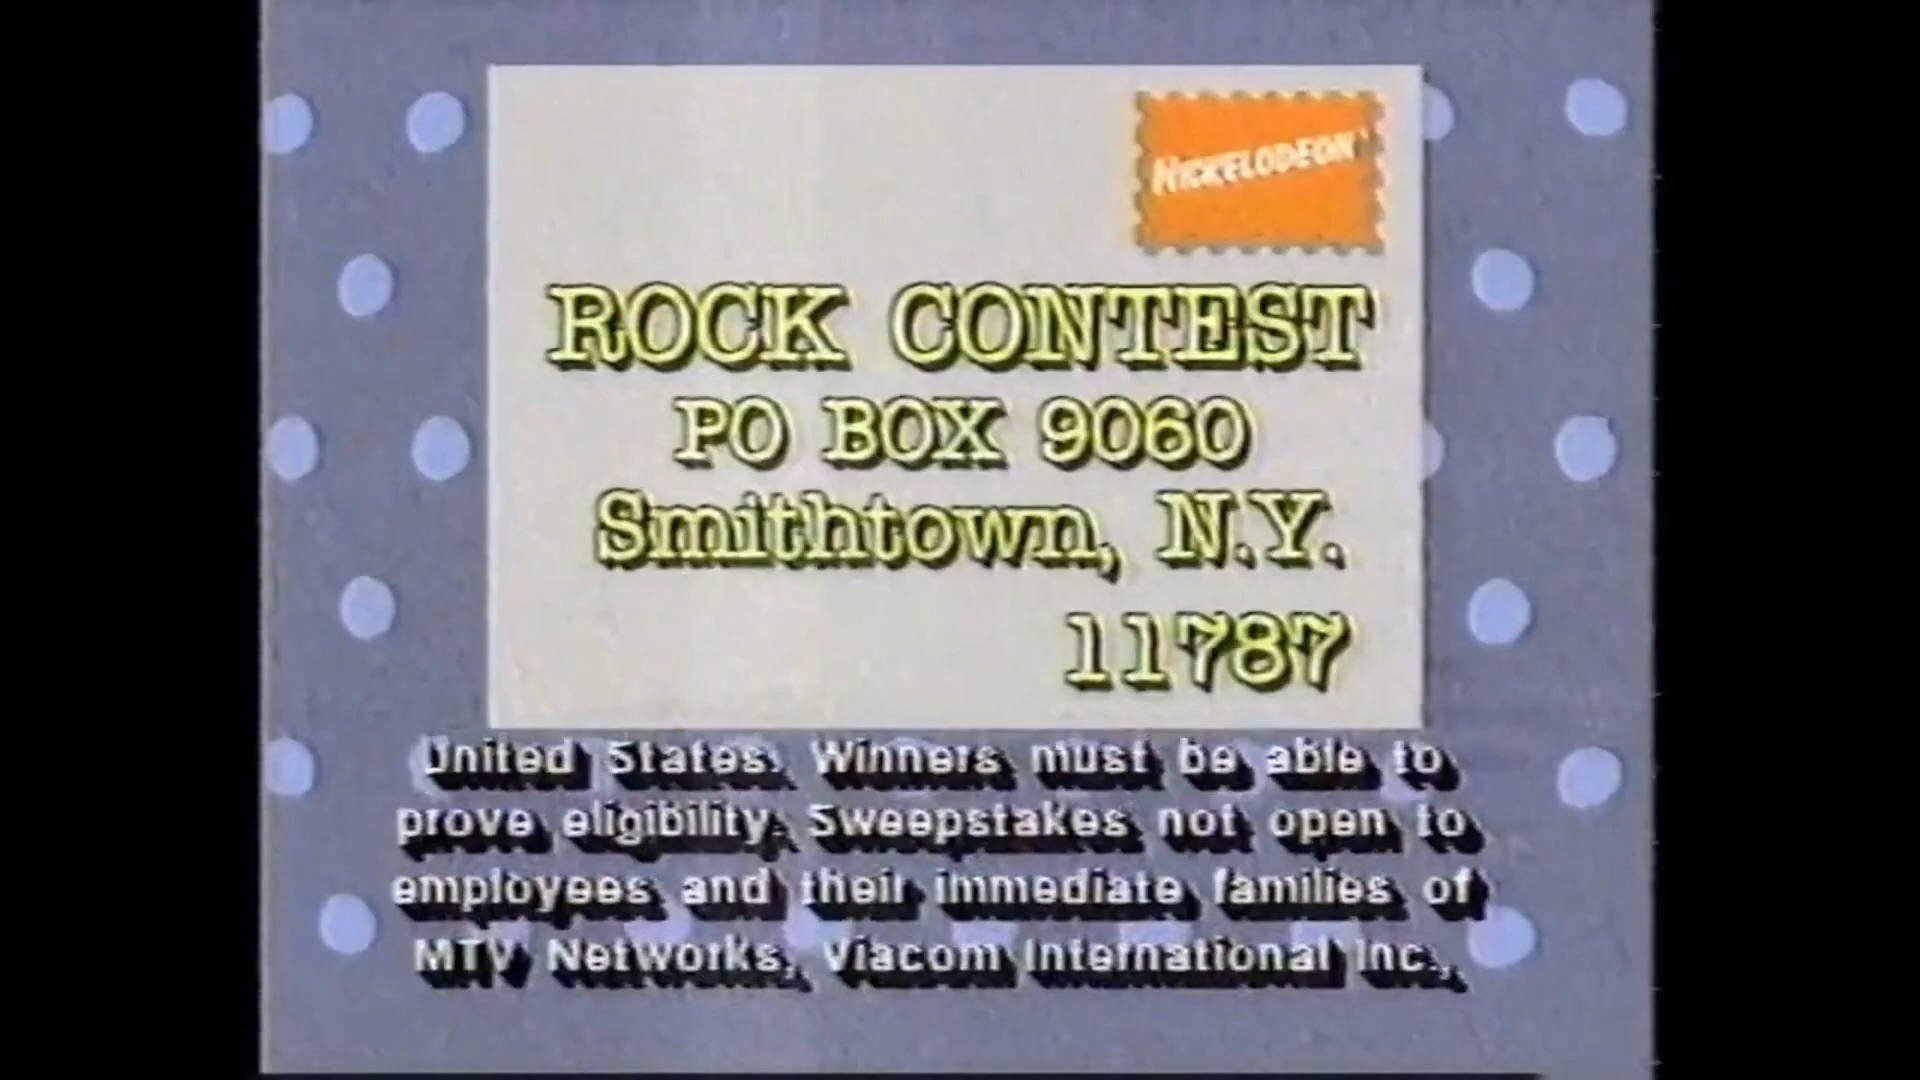 NICKELODEON
ROCK CONTEST
PO BOX 9060
Smithtown, N.Y.
11787
United States. Winners must be able to
prove eligibility. Sweepstakes not open to
employees and their immediate families of
MTV Networks, Viacom International Inc.,